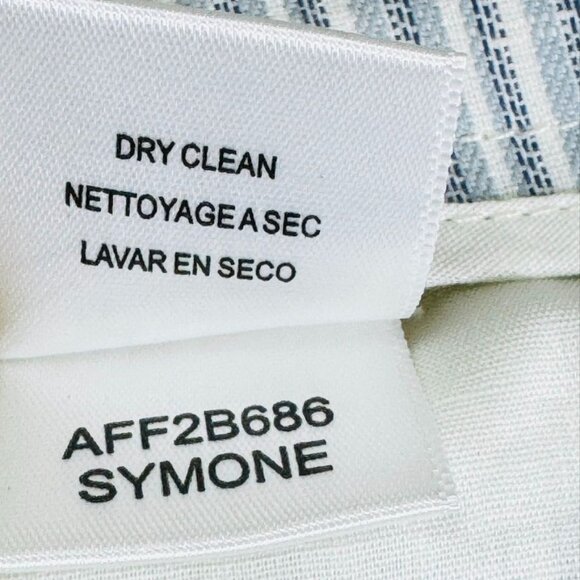 DRY CLEAN
NETTOYAGE A SEC
LAVAR EN SECO
AFF2B686
SYMONE